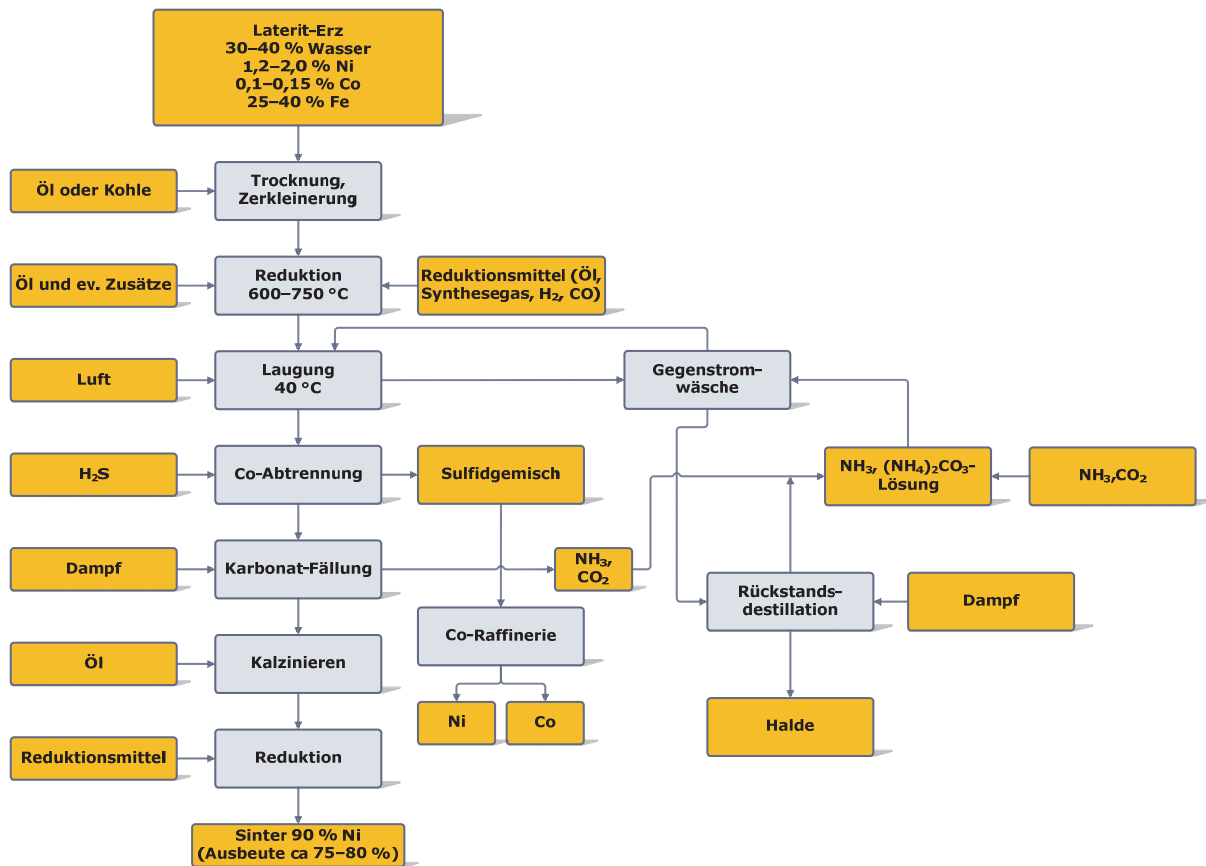 Laterit-Erz
30–40 % Wasser
1,2–2,0 % Ni
0,1–0,15 % Co
25–40 % Fe
Öl oder Kohle
Trocknung,
Zerkleinerung
Öl und ev. Zusätze
Reduktion
600–750 °C
Reduktionsmittel (Öl,
Synthesegas, H₂, CO)
Luft
Laugung
40 °C
Gegenstrom–
wäsche
H₂S
Co-Abtrennung
Sulfidgemisch
NH₃, (NH₄)₂CO₃–
Lösung
NH₃,CO₂
Dampf
Karbonat-Fällung
NH₃,
CO₂
Rückstands–
destillation
Dampf
Öl
Kalzinieren
Co-Raffinerie
Ni
Co
Halde
Reduktionsmittel
Reduktion
Sinter 90 % Ni
(Ausbeute ca 75–80 %)